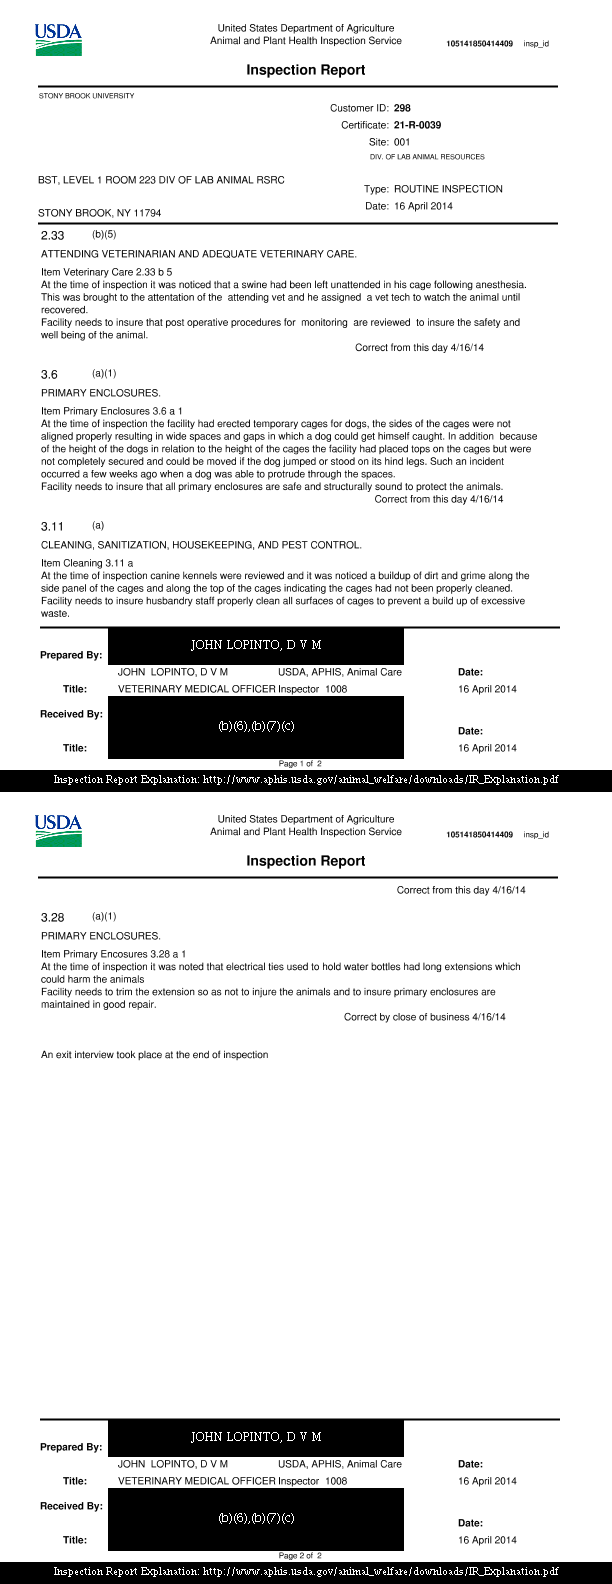 USDA
United States Department of Agriculture
Animal and Plant Health Inspection Service
105141850414409 insp_id
Inspection Report
STONY BROOK UNIVERSITY
Customer ID: 298
Certificate: 21-R-0039
Site: 001
DIV. OF LAB ANIMAL RESOURCES
BST, LEVEL 1 ROOM 223 DIV OF LAB ANIMAL RSRC
Type: ROUTINE INSPECTION
STONY BROOK, NY 11794
Date: 16 April 2014
2.33 (b)(5)
ATTENDING VETERINARIAN AND ADEQUATE VETERINARY CARE.
Item Veterinary Care 2.33 b 5
At the time of inspection it was noticed that a swine had been left unattended in his cage following anesthesia.
This was brought to the attentation of the attending vet and he assigned a vet tech to watch the animal until
recovered.
Facility needs to insure that post operative procedures for monitoring are reviewed to insure the safety and
well being of the animal.
Correct from this day 4/16/14
3.6 (a)(1)
PRIMARY ENCLOSURES.
Item Primary Enclosures 3.6 a 1
At the time of inspection the facility had erected temporary cages for dogs, the sides of the cages were not
aligned properly resulting in wide spaces and gaps in which a dog could get himself caught. In addition because
of the height of the dogs in relation to the height of the cages the facility had placed tops on the cages but were
not completely secured and could be moved if the dog jumped or stood on its hind legs. Such an incident
occurred a few weeks ago when a dog was able to protrude through the spaces.
Facility needs to insure that all primary enclosures are safe and structurally sound to protect the animals.
Correct from this day 4/16/14
3.11 (a)
CLEANING, SANITIZATION, HOUSEKEEPING, AND PEST CONTROL.
Item Cleaning 3.11 a
At the time of inspection canine kennels were reviewed and it was noticed a buildup of dirt and grime along the
side panel of the cages and along the top of the cages indicating the cages had not been properly cleaned.
Facility needs to insure husbandry staff properly clean all surfaces of cages to prevent a build up of excessive
waste.
JOHN LOPINTO, D V M
Prepared By:
JOHN LOPINTO, D V M USDA, APHIS, Animal Care Date:
Title: VETERINARY MEDICAL OFFICER Inspector 1008 16 April 2014
Received By:
(b)(6),(b)(7)(c)
Date:
Title: 16 April 2014
Page 1 of 2
Inspection Report Explanation: http://www.aphis.usda.gov/animal_welfare/downloads/IR_Explanation.pdf
USDA
United States Department of Agriculture
Animal and Plant Health Inspection Service
105141850414409 insp_id
Inspection Report
Correct from this day 4/16/14
3.28 (a)(1)
PRIMARY ENCLOSURES.
Item Primary Encosures 3.28 a 1
At the time of inspection it was noted that electrical ties used to hold water bottles had long extensions which
could harm the animals
Facility needs to trim the extension so as not to injure the animals and to insure primary enclosures are
maintained in good repair.
Correct by close of business 4/16/14
An exit interview took place at the end of inspection
JOHN LOPINTO, D V M
Prepared By:
JOHN LOPINTO, D V M USDA, APHIS, Animal Care Date:
Title: VETERINARY MEDICAL OFFICER Inspector 1008 16 April 2014
Received By:
(b)(6),(b)(7)(c)
Date:
Title: 16 April 2014
Page 2 of 2
Inspection Report Explanation: http://www.aphis.usda.gov/animal_welfare/downloads/IR_Explanation.pdf